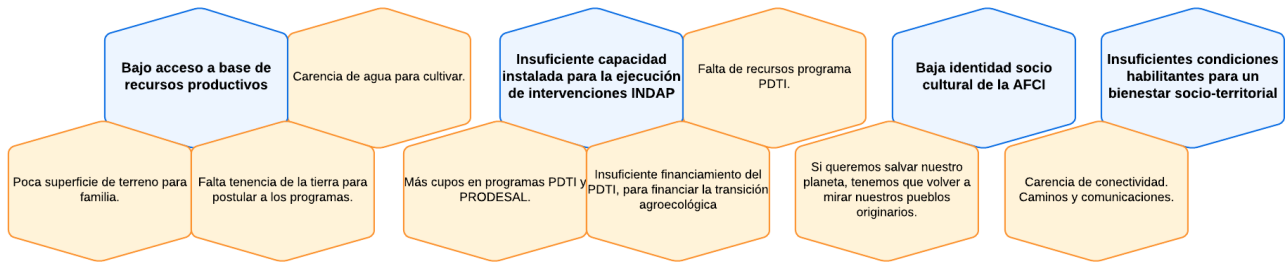 Bajo acceso a base de
recursos productivos
Carencia de agua para cultivar.
Poca superficie de terreno para
familia.
Falta tenencia de la tierra para
postular a los programas.
Insuficiente capacidad
instalada para la ejecución
de intervenciones INDAP
Falta de recursos programa
PDTI.
Más cupos en programas PDTI y
PRODESAL.
Insuficiente financiamiento del
PDTI, para financiar la transición
agroecológica
Baja identidad socio
cultural de la AFCI
Si queremos salvar nuestro
planeta, tenemos que volver a
mirar nuestros pueblos
originarios.
Insuficientes condiciones
habilitantes para un
bienestar socio-territorial
Carencia de conectividad.
Caminos y comunicaciones.